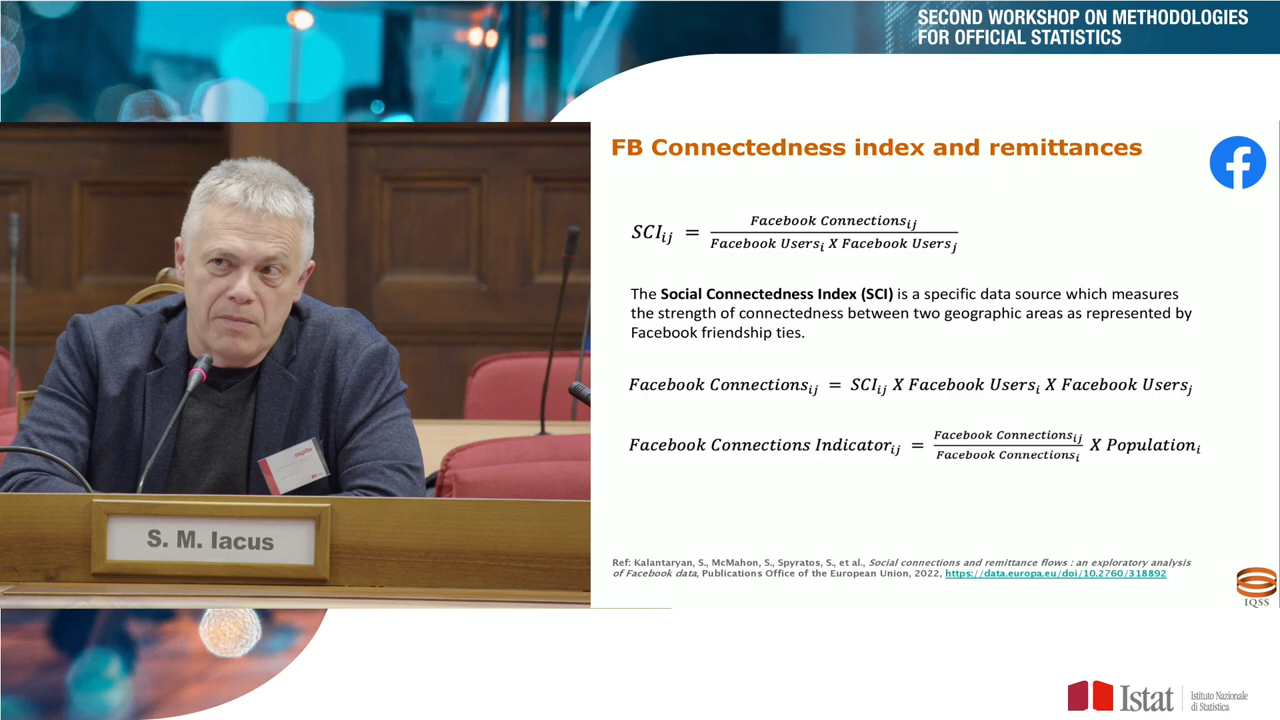 SECOND WORKSHOP ON METHODOLOGIES
FOR OFFICIAL STATISTICS
FB Connectedness index and remittances
SCI_ij = Facebook Connections_ij / Facebook Users_i X Facebook Users_j
The Social Connectedness Index (SCI) is a specific data source which measures
the strength of connectedness between two geographic areas as represented by
Facebook friendship ties.
Facebook Connections_ij = SCI_ij X Facebook Users_i X Facebook Users_j
Facebook Connections Indicator_ij = Facebook Connections_ij / Facebook Connections_i X Population_i
Ref: Kalantaryan, S., McMahon, S., Spyratos, S., et al., Social connections and remittance flows : an exploratory analysis
of Facebook data, Publications Office of the European Union, 2022, https://data.europa.eu/doi/10.2760/318892
IQSS
ospite
S. M. Iacus
Istat
Istituto Nazionale
di Statistica